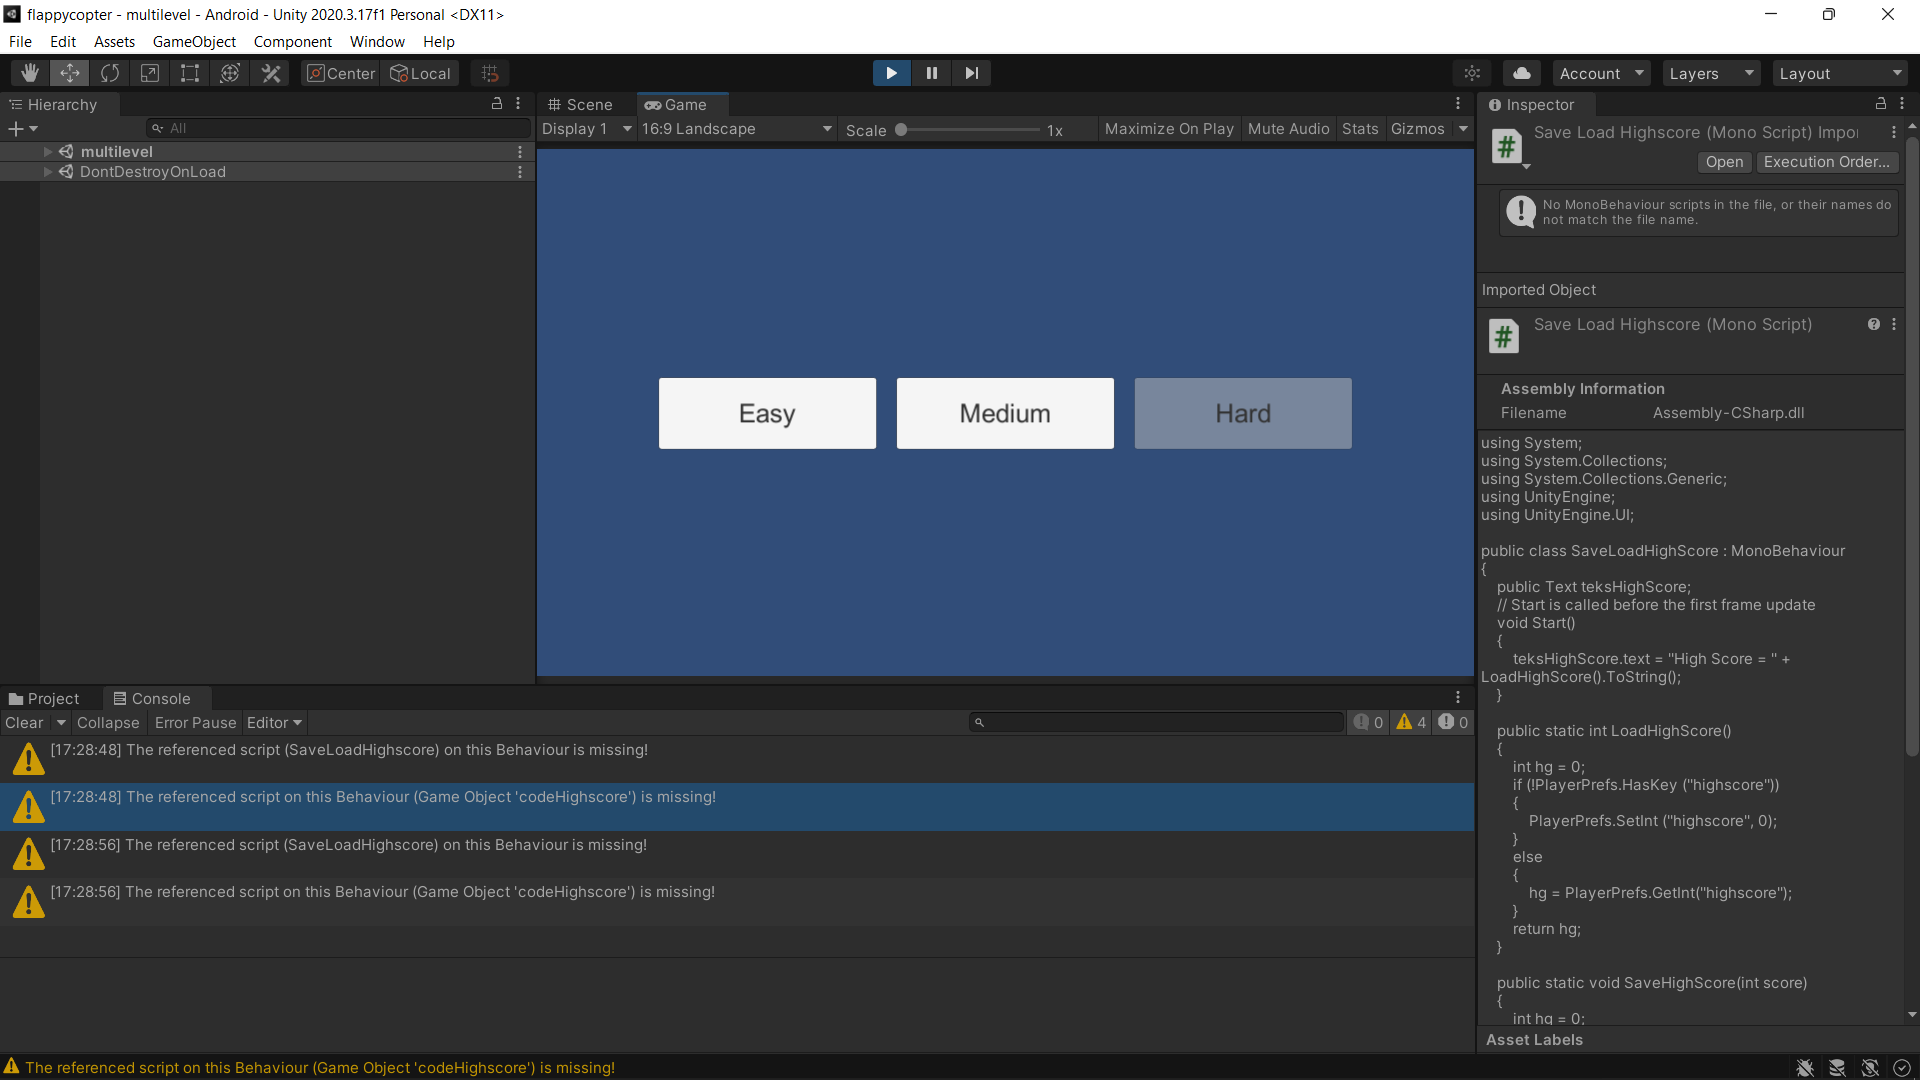 flappycopter - multilevel - Android - Unity 2020.3.17f1 Personal <DX11>
File Edit Assets GameObject Component Window Help
Center Local Account Layers Layout
Hierarchy
All
multilevel
DontDestroyOnLoad
Scene Game
Display 1 16:9 Landscape Scale 1x Maximize On Play Mute Audio Stats Gizmos
Easy Medium Hard
Project Console
Clear Collapse Error Pause Editor 0 4 0
[17:28:48] The referenced script (SaveLoadHighscore) on this Behaviour is missing!
[17:28:48] The referenced script on this Behaviour (Game Object 'codeHighscore') is missing!
[17:28:56] The referenced script (SaveLoadHighscore) on this Behaviour is missing!
[17:28:56] The referenced script on this Behaviour (Game Object 'codeHighscore') is missing!
The referenced script on this Behaviour (Game Object 'codeHighscore') is missing!
Inspector
Save Load Highscore (Mono Script) Impo
Open Execution Order...
No MonoBehaviour scripts in the file, or their names do
not match the file name.
Imported Object
Save Load Highscore (Mono Script)
Assembly Information
Filename Assembly-CSharp.dll
using System;
using System.Collections;
using System.Collections.Generic;
using UnityEngine;
using UnityEngine.UI;
public class SaveLoadHighScore : MonoBehaviour
{
public Text teksHighScore;
// Start is called before the first frame update
void Start()
{
teksHighScore.text = "High Score = " +
LoadHighScore().ToString();
}
public static int LoadHighScore()
{
int hg = 0;
if (!PlayerPrefs.HasKey ("highscore"))
{
PlayerPrefs.SetInt ("highscore", 0);
}
else
{
hg = PlayerPrefs.GetInt("highscore");
}
return hg;
}
public static void SaveHighScore(int score)
{
int hg = 0;
Asset Labels